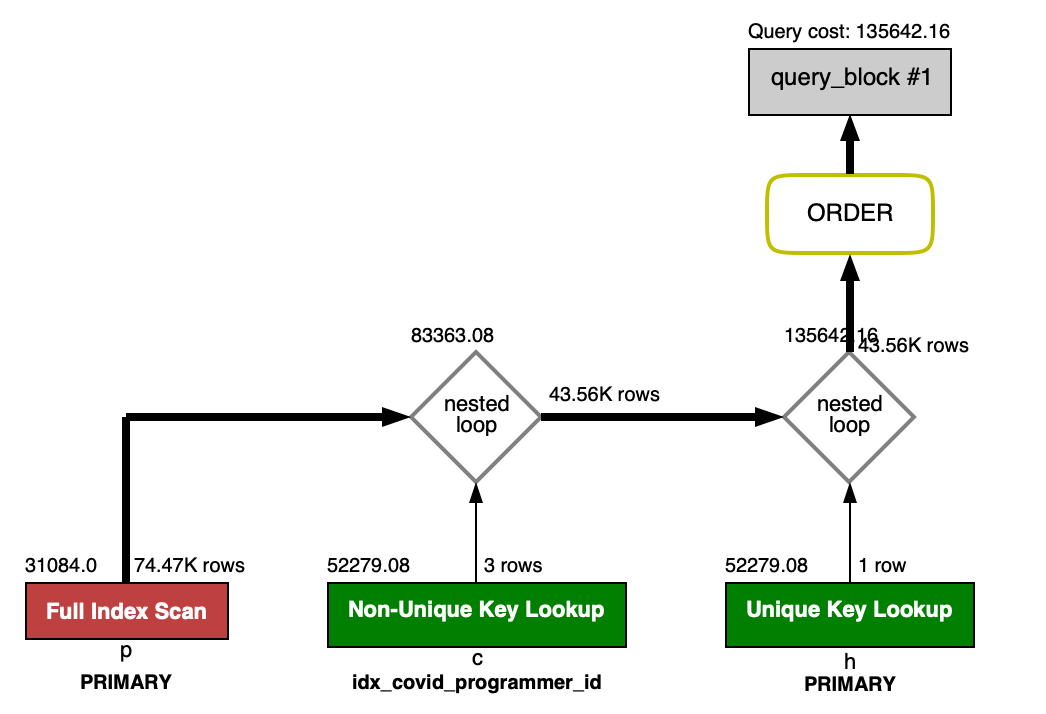 Query cost: 135642.16
query_block #1
ORDER
83363.08
135642.16
43.56K rows
nested
loop
43.56K rows
nested
loop
31084.0
74.47K rows
52279.08
3 rows
52279.08
1 row
Full Index Scan
Non-Unique Key Lookup
Unique Key Lookup
p
c
h
PRIMARY
idx_covid_programmer_id
PRIMARY